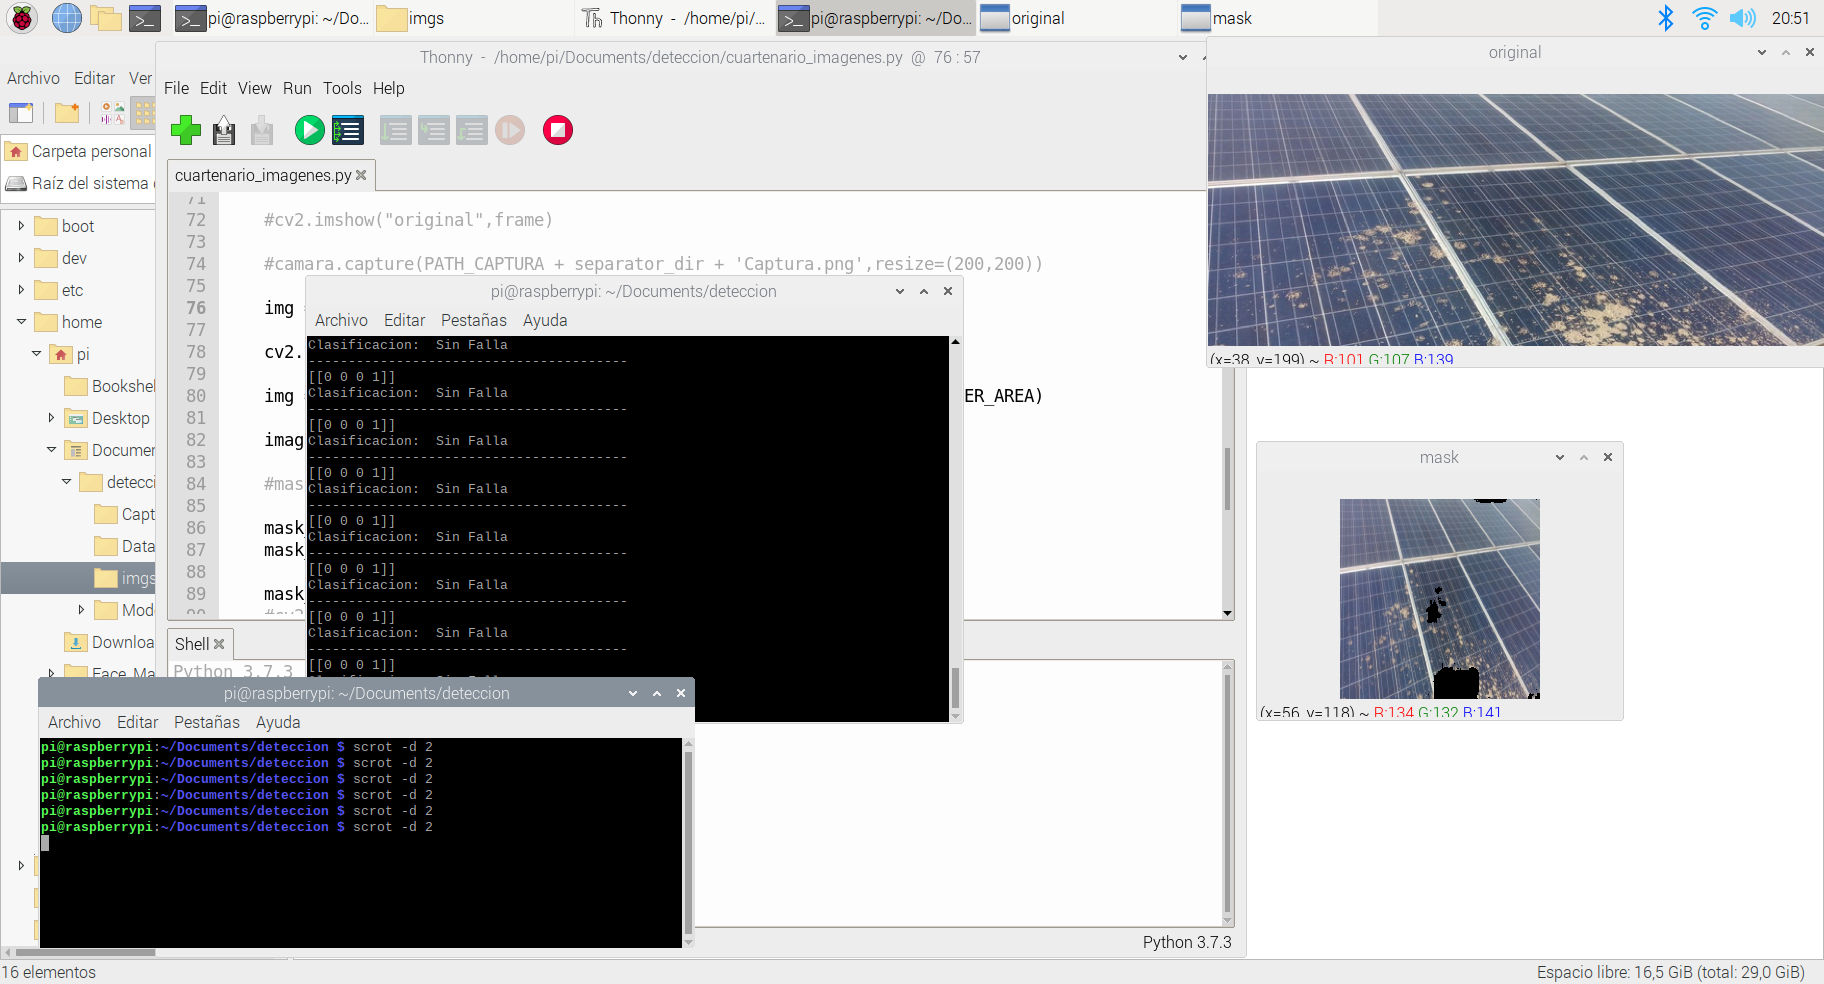 pi@raspberrypi: ~/Do...
imgs
Thonny - /home/pi/...
pi@raspberrypi: ~/Do...
original
mask
20:51
Archivo Editar Ver
Carpeta personal
Raíz del sistema
boot
dev
etc
home
pi
Desktop
imgs
16 elementos
Espacio libre: 16,5 GiB (total: 29,0 GiB)
Thonny - /home/pi/Documents/deteccion/cuartenario_imagenes.py @ 76 : 57
File Edit View Run Tools Help
cuartenario_imagenes.py
71
72 #cv2.imshow("original",frame)
73
74 #camara.capture(PATH_CAPTURA + separator_dir + 'Captura.png',resize=(200,200))
75
76 img
77
78 cv2.
79
80 img ER_AREA)
81
82 imag
83
84 #mas
85
86 mask
87 mask
88
89 mask
Shell
Python 3.7.3
Python 3.7.3
pi@raspberrypi: ~/Documents/deteccion
Archivo Editar Pestañas Ayuda
Clasificacion: Sin Falla
----------------------------------------
[[0 0 0 1]]
Clasificacion: Sin Falla
----------------------------------------
[[0 0 0 1]]
Clasificacion: Sin Falla
----------------------------------------
[[0 0 0 1]]
Clasificacion: Sin Falla
----------------------------------------
[[0 0 0 1]]
Clasificacion: Sin Falla
----------------------------------------
[[0 0 0 1]]
Clasificacion: Sin Falla
----------------------------------------
[[0 0 0 1]]
Clasificacion: Sin Falla
----------------------------------------
[[0 0 0 1]]
pi@raspberrypi: ~/Documents/deteccion
Archivo Editar Pestañas Ayuda
pi@raspberrypi:~/Documents/deteccion $ scrot -d 2
pi@raspberrypi:~/Documents/deteccion $ scrot -d 2
pi@raspberrypi:~/Documents/deteccion $ scrot -d 2
pi@raspberrypi:~/Documents/deteccion $ scrot -d 2
pi@raspberrypi:~/Documents/deteccion $ scrot -d 2
pi@raspberrypi:~/Documents/deteccion $ scrot -d 2
original
(x=38, y=199) ~ R:101 G:107 B:139
mask
(x=56, y=118) ~ R:134 G:132 B:141